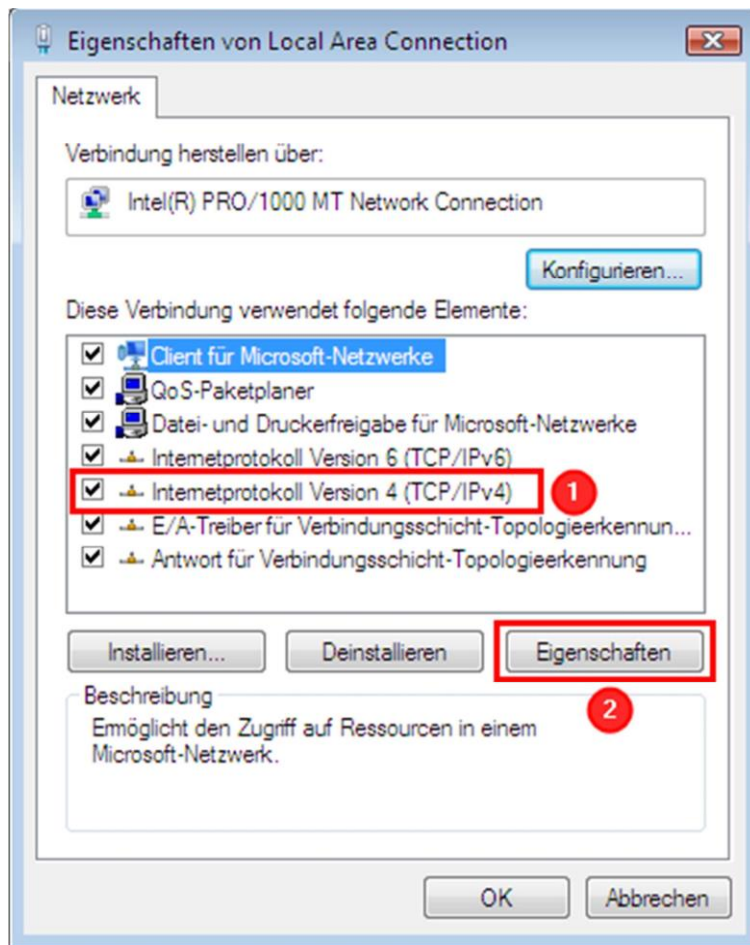 Eigenschaften von Local Area Connection
Netzwerk
Verbindung herstellen über:
Intel(R) PRO/1000 MT Network Connection
Konfigurieren...
Diese Verbindung verwendet folgende Elemente:
Client für Microsoft-Netzwerke
QoS-Paketplaner
Datei- und Druckerfreigabe für Microsoft-Netzwerke
Internetprotokoll Version 6 (TCP/IPv6)
Internetprotokoll Version 4 (TCP/IPv4) 1
E/A-Treiber für Verbindungsschicht-Topologieerkennun...
Antwort für Verbindungsschicht-Topologieerkennung
Installieren... Deinstallieren Eigenschaften
2
Beschreibung
Ermöglicht den Zugriff auf Ressourcen in einem
Microsoft-Netzwerk.
OK Abbrechen